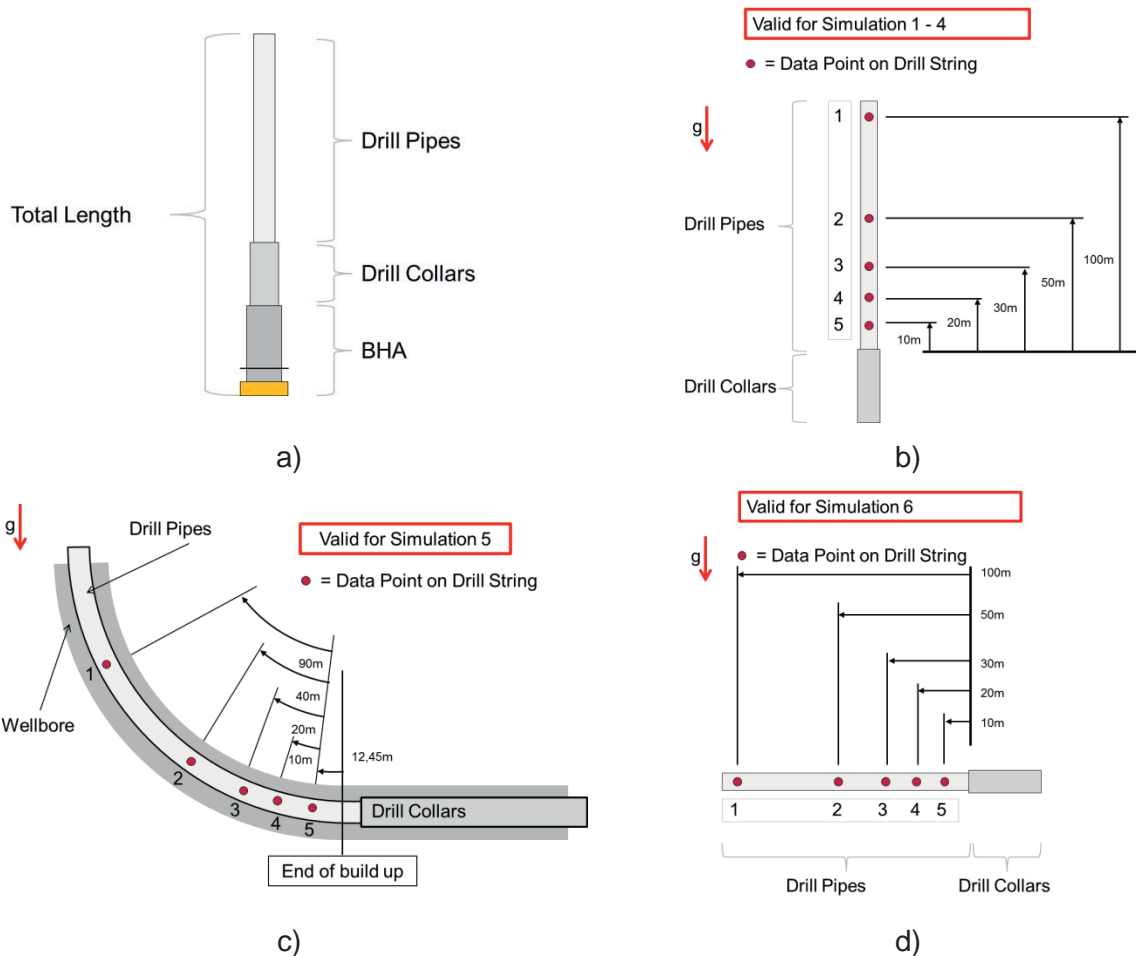 Total Length
Drill Pipes
Drill Collars
BHA
a)
Valid for Simulation 1 - 4
= Data Point on Drill String
g
Drill Pipes
Drill Collars
1
2
3
4
5
10m
20m
30m
50m
100m
b)
g
Drill Pipes
Valid for Simulation 5
= Data Point on Drill String
Wellbore
1
2
3
4
5
90m
40m
20m
10m
12,45m
Drill Collars
End of build up
c)
Valid for Simulation 6
g
= Data Point on Drill String
100m
50m
30m
20m
10m
1
2
3
4
5
Drill Pipes
Drill Collars
d)